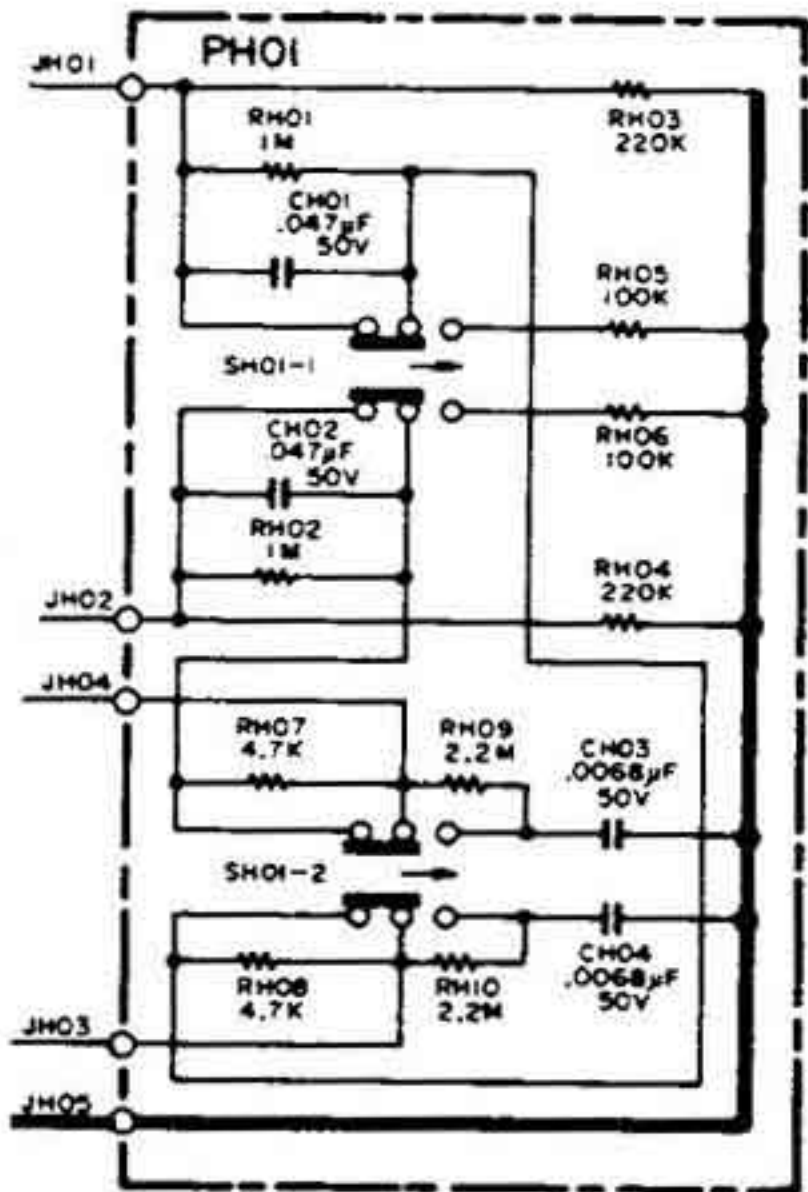 PH01
JH01
RH01
1M
RH03
220K
CH01
.047µF
50V
RH05
100K
SH01-1
CH02
.047µF
50V
RH06
100K
RH02
1M
RH04
220K
JH02
JH04
RH07
4.7K
RH09
2.2M
CH03
.0068µF
50V
SH01-2
RH08
4.7K
RH10
2.2M
CH04
.0068µF
50V
JH03
JH05